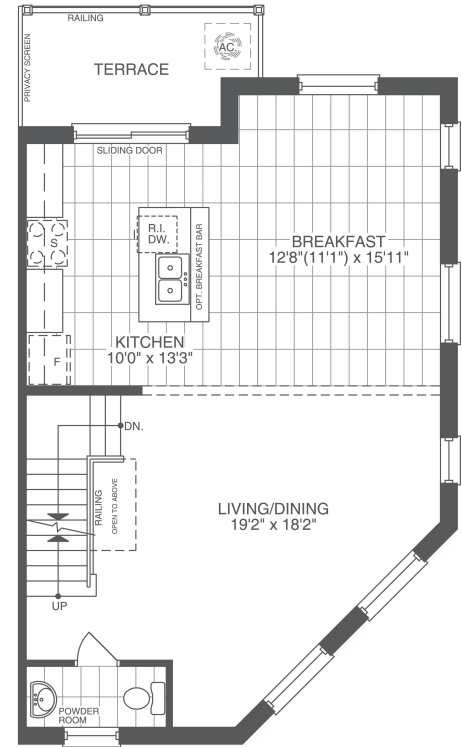 RAILING
PRIVACY SCREEN
AC.
TERRACE
SLIDING DOOR
S
R.I.
DW.
OPT. BREAKFAST BAR
BREAKFAST
12'8"(11'1") x 15'11"
KITCHEN
10'0" x 13'3"
F
DN.
RAILING
OPEN TO ABOVE
LIVING/DINING
19'2" x 18'2"
UP
POWDER
ROOM